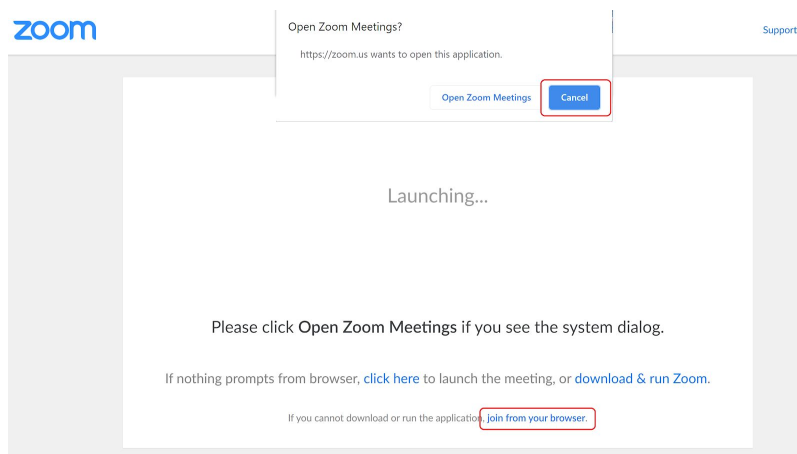 zoom
Support
Open Zoom Meetings?
https://zoom.us wants to open this application.
Open Zoom Meetings
Cancel
Launching...
Please click Open Zoom Meetings if you see the system dialog.
If nothing prompts from browser, click here to launch the meeting, or download & run Zoom.
If you cannot download or run the application, join from your browser.